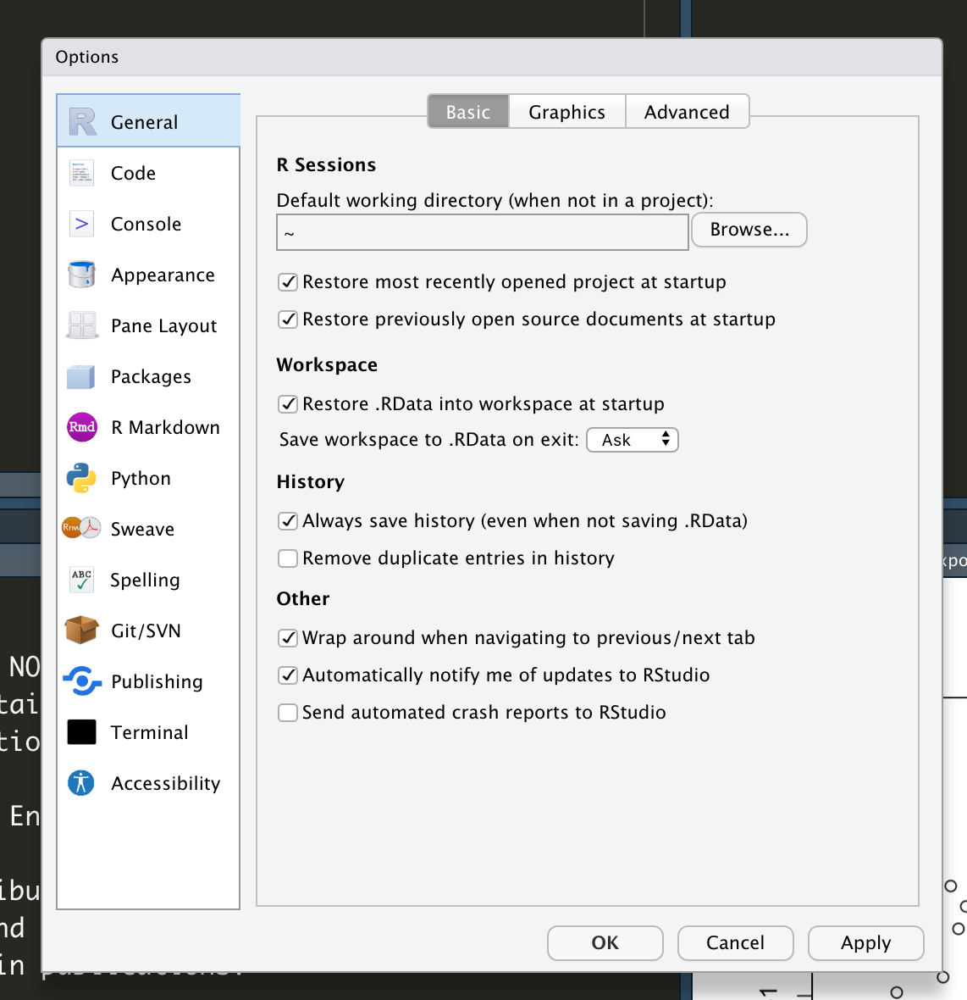 Options
General
Code
Console
Appearance
Pane Layout
Packages
Rmd R Markdown
Python
Rnw Sweave
ABC Spelling
Git/SVN
Publishing
Terminal
Accessibility
Basic Graphics Advanced
R Sessions
Default working directory (when not in a project):
~ Browse...
Restore most recently opened project at startup
Restore previously open source documents at startup
Workspace
Restore .RData into workspace at startup
Save workspace to .RData on exit: Ask
History
Always save history (even when not saving .RData)
Remove duplicate entries in history
Other
Wrap around when navigating to previous/next tab
Automatically notify me of updates to RStudio
Send automated crash reports to RStudio
OK Cancel Apply
xpo
NO
tai
tio
En
ibu
nd
in publications.
1